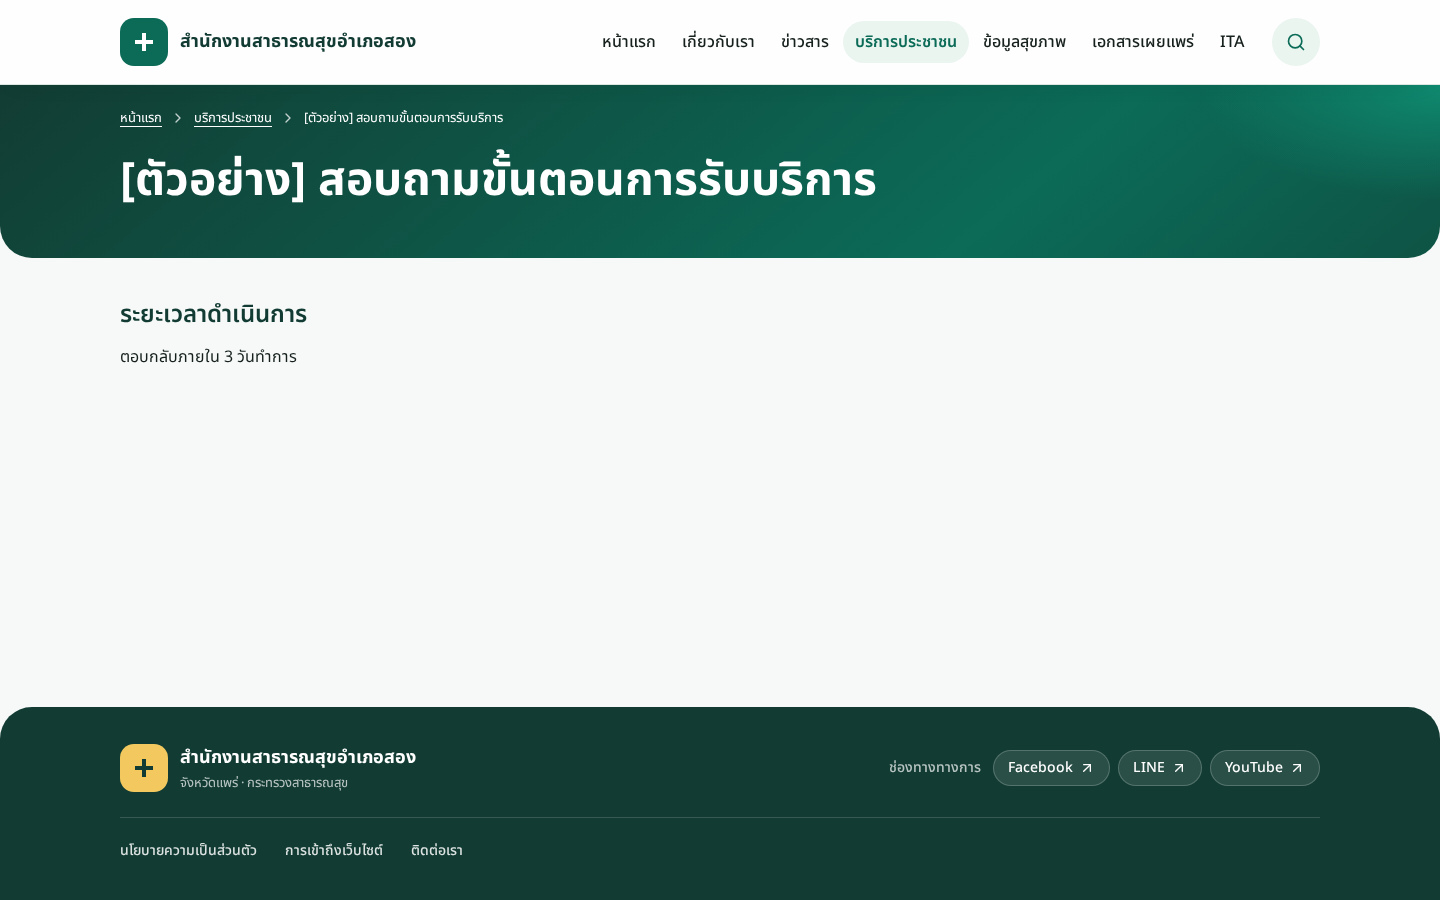 สำนักงานสาธารณสุขอำเภอสอง
หน้าแรก เกี่ยวกับเรา ข่าวสาร บริการประชาชน ข้อมูลสุขภาพ เอกสารเผยแพร่ ITA
หน้าแรก บริการประชาชน [ตัวอย่าง] สอบถามขั้นตอนการรับบริการ
[ตัวอย่าง] สอบถามขั้นตอนการรับบริการ
ระยะเวลาดำเนินการ
ตอบกลับภายใน 3 วันทำการ
สำนักงานสาธารณสุขอำเภอสอง
จังหวัดแพร่ · กระทรวงสาธารณสุข
ช่องทางทางการ Facebook LINE YouTube
นโยบายความเป็นส่วนตัว การเข้าถึงเว็บไซต์ ติดต่อเรา